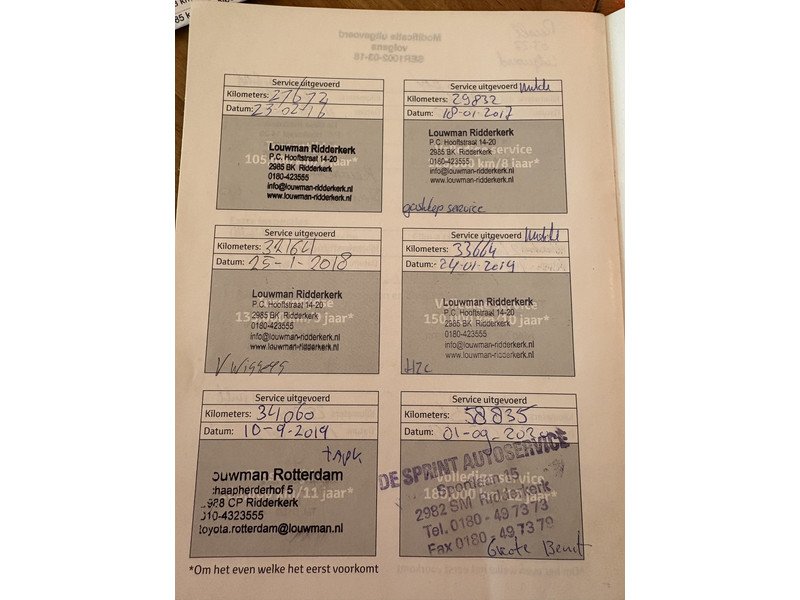 Modificatie uitgevoerd
volgens
Service uitgevoerd
Kilometers: 27672
Datum: 23-02-16
Louwman Ridderkerk
P.C. Hooftstraat 14-20
2985 BK Ridderkerk
0180-423555
info@louwman-ridderkerk.nl
www.louwman-ridderkerk.nl
Service uitgevoerd
Kilometers: 29832
Datum: 18-01-2017
Louwman Ridderkerk
P.C. Hooftstraat 14-20
2985 BK Ridderkerk
0180-423555
info@louwman-ridderkerk.nl
www.louwman-ridderkerk.nl
service
Service uitgevoerd
Kilometers: 32164
Datum: 25-1-2018
Louwman Ridderkerk
P.C. Hooftstraat 14-20
2985 BK Ridderkerk
0180-423555
info@louwman-ridderkerk.nl
www.louwman-ridderkerk.nl
Service uitgevoerd
Kilometers: 33664
Datum: 24-01-2019
Louwman Ridderkerk
P.C. Hooftstraat 14-20
2985 BK Ridderkerk
0180-423555
info@louwman-ridderkerk.nl
www.louwman-ridderkerk.nl
Service uitgevoerd
Kilometers: 34060
Datum: 10-9-2019
+apk
ouwman Rotterdam
chaapherderhof 5
2988 CP Ridderkerk
010-4323555
toyota.rotterdam@louwman.nl
Service uitgevoerd
Kilometers: 58835
Datum: 01-09-2020
DE SPRINT AUTOSERVICE
Volledige service
15
2982 SM Ridderkerk
Tel. 0180 - 49 73 73
Fax 0180 - 49 73 79
Grote Beurt
*Om het even welke het eerst voorkomt